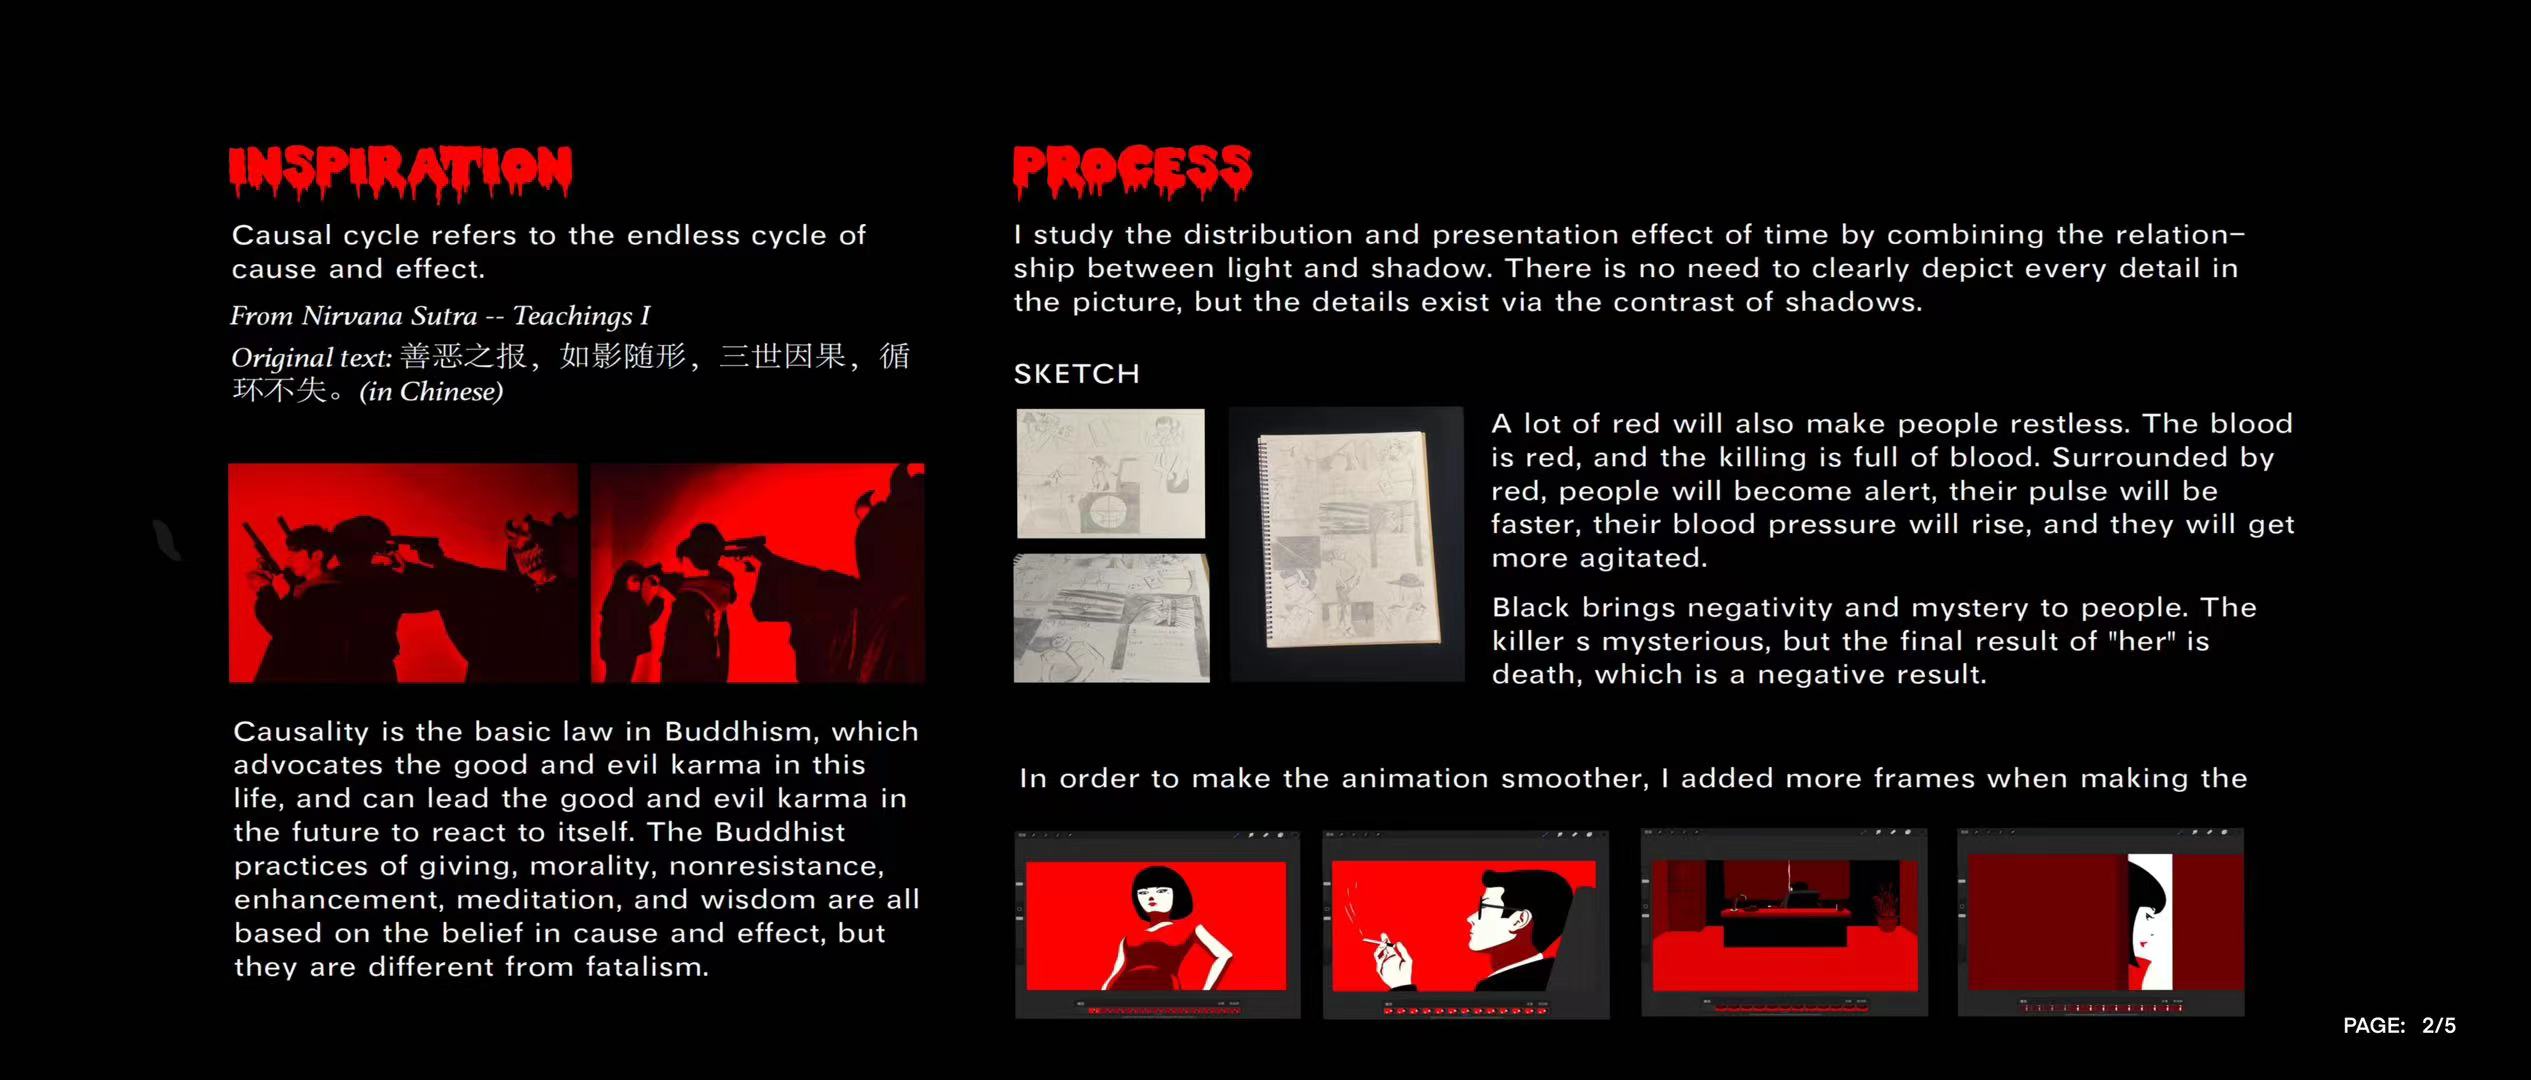 INSPIRATION
Causal cycle refers to the endless cycle of
cause and effect.
From Nirvana Sutra -- Teachings I
Original text: 善恶之报，如影随形，三世因果，循
环不失。(in Chinese)
Causality is the basic law in Buddhism, which
advocates the good and evil karma in this
life, and can lead the good and evil karma in
the future to react to itself. The Buddhist
practices of giving, morality, nonresistance,
enhancement, meditation, and wisdom are all
based on the belief in cause and effect, but
they are different from fatalism.
PROCESS
I study the distribution and presentation effect of time by combining the relation-
ship between light and shadow. There is no need to clearly depict every detail in
the picture, but the details exist via the contrast of shadows.
SKETCH
A lot of red will also make people restless. The blood
is red, and the killing is full of blood. Surrounded by
red, people will become alert, their pulse will be
faster, their blood pressure will rise, and they will get
more agitated.
Black brings negativity and mystery to people. The
killer s mysterious, but the final result of "her" is
death, which is a negative result.
In order to make the animation smoother, I added more frames when making the
PAGE: 2/5